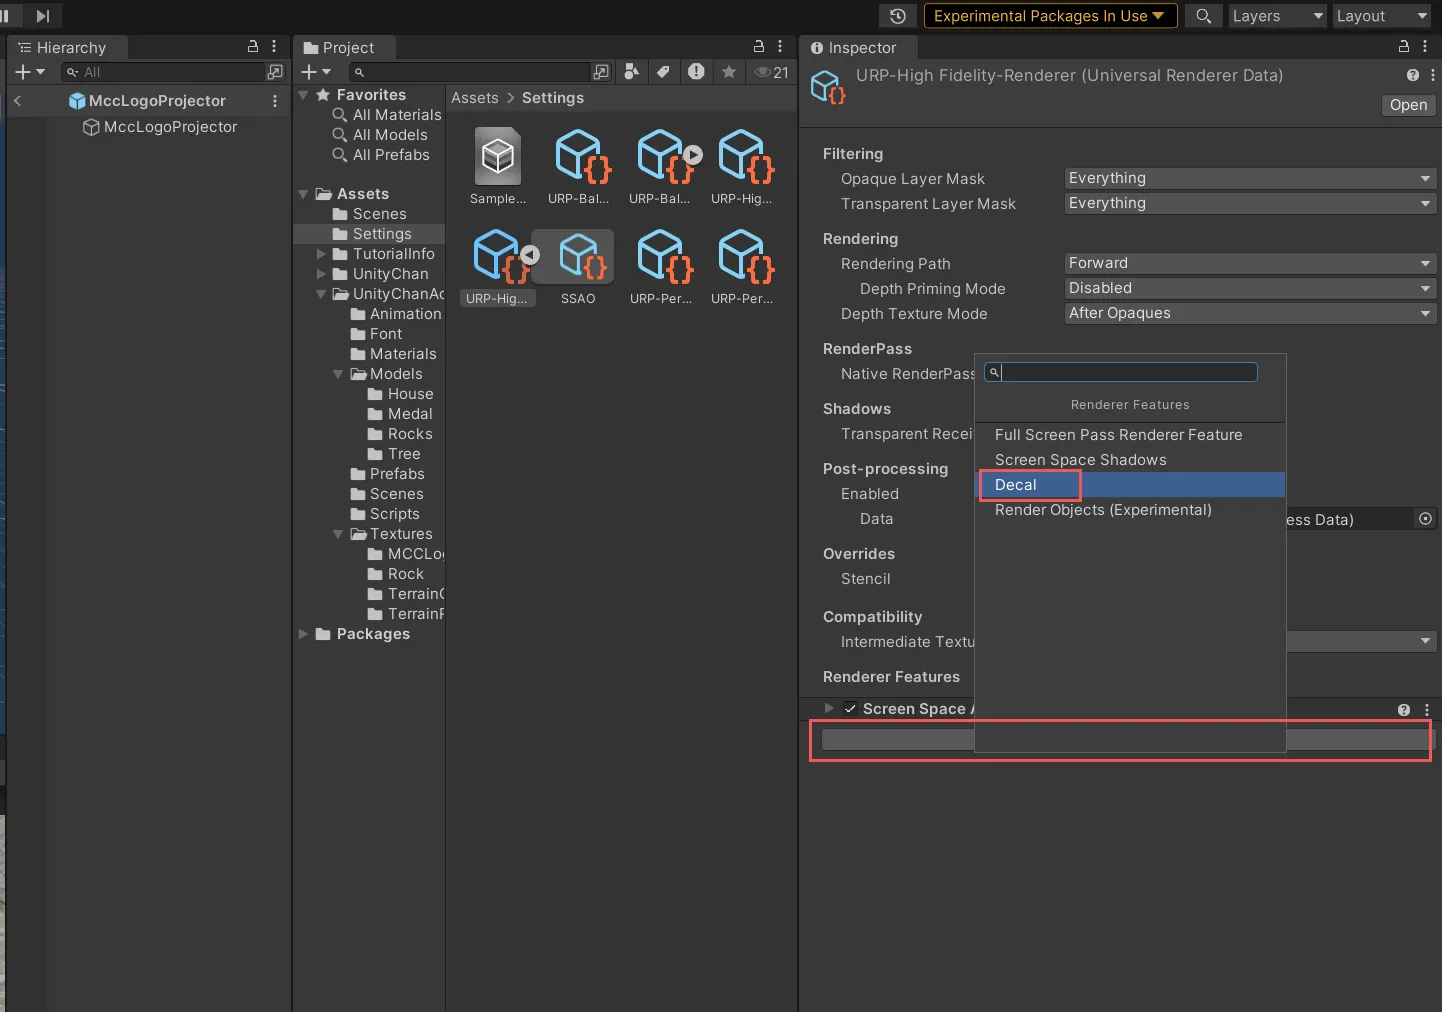 Experimental Packages In Use
Layers
Layout
Hierarchy
Project
Inspector
All
21
URP-High Fidelity-Renderer (Universal Renderer Data)
Open
MccLogoProjector
MccLogoProjector
Favorites
All Materials
All Models
All Prefabs
Assets
Scenes
Settings
TutorialInfo
UnityChan
UnityChanAc
Animation
Font
Materials
Models
House
Medal
Rocks
Tree
Prefabs
Scenes
Scripts
Textures
MCCLog
Rock
TerrainG
TerrainF
Packages
Assets > Settings
Sample...
URP-Bal...
URP-Bal...
URP-Hig...
URP-Hig...
SSAO
URP-Per...
URP-Per...
Filtering
Opaque Layer Mask Everything
Transparent Layer Mask Everything
Rendering
Rendering Path Forward
Depth Priming Mode Disabled
Depth Texture Mode After Opaques
RenderPass
Native RenderPass
Shadows
Transparent Recei
Post-processing
Enabled
Data ess Data)
Overrides
Stencil
Compatibility
Intermediate Textu
Renderer Features
Screen Space A
Renderer Features
Full Screen Pass Renderer Feature
Screen Space Shadows
Decal
Render Objects (Experimental)